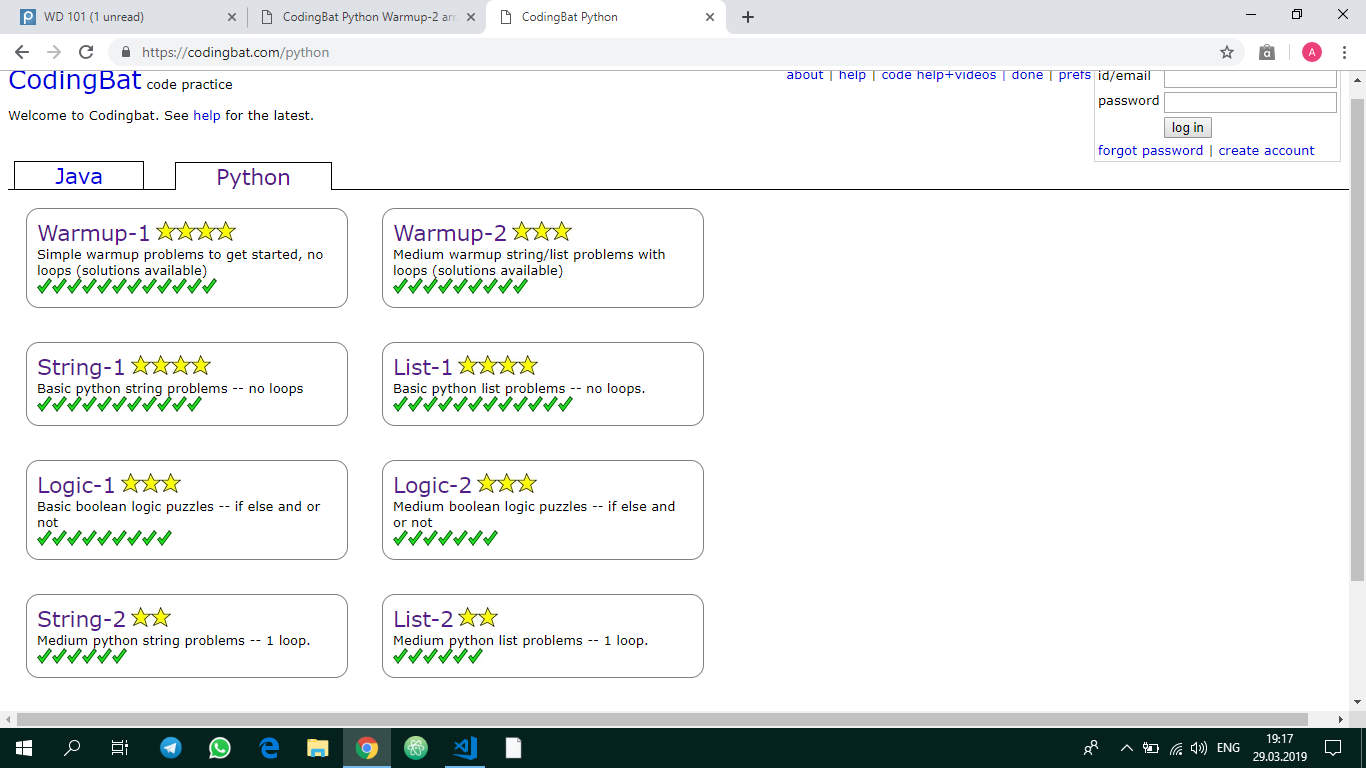 WD 101 (1 unread)
CodingBat Python Warmup-2 arr
CodingBat Python
https://codingbat.com/python
CodingBat code practice
about | help | code help+videos | done | prefs
id/email
password
log in
forgot password | create account
Welcome to Codingbat. See help for the latest.
Java
Python
Warmup-1
Simple warmup problems to get started, no
loops (solutions available)
Warmup-2
Medium warmup string/list problems with
loops (solutions available)
String-1
Basic python string problems -- no loops
List-1
Basic python list problems -- no loops.
Logic-1
Basic boolean logic puzzles -- if else and or
not
Logic-2
Medium boolean logic puzzles -- if else and
or not
String-2
Medium python string problems -- 1 loop.
List-2
Medium python list problems -- 1 loop.
ENG
19:17
29.03.2019